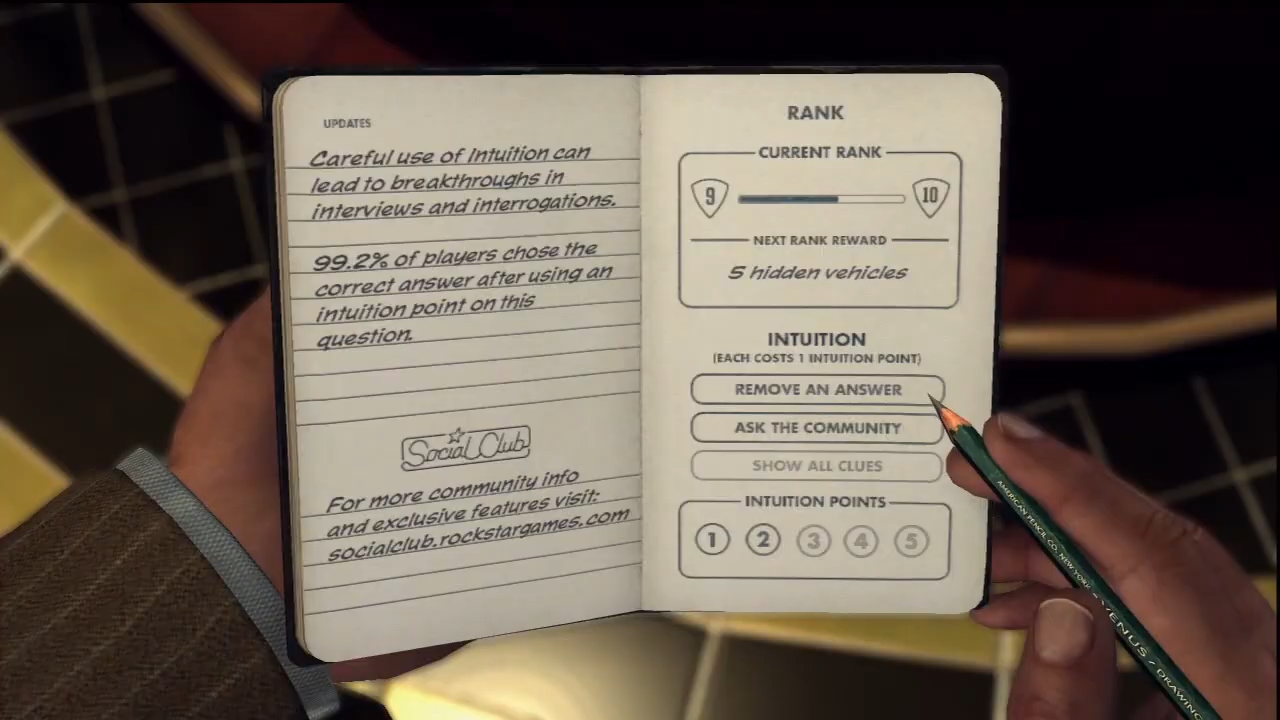 UPDATES
Careful use of Intuition can
lead to breakthroughs in
interviews and interrogations.
99.2% of players chose the
correct answer after using an
intuition point on this
question.
Social Club
For more community info
and exclusive features visit:
socialclub.rockstargames.com
RANK
CURRENT RANK
9 10
NEXT RANK REWARD
5 hidden vehicles
INTUITION
(EACH COSTS 1 INTUITION POINT)
REMOVE AN ANSWER
ASK THE COMMUNITY
SHOW ALL CLUES
INTUITION POINTS
1 2 3 4 5
AMERICAN PENCIL CO. NEW YORK VENUS / DRAWING